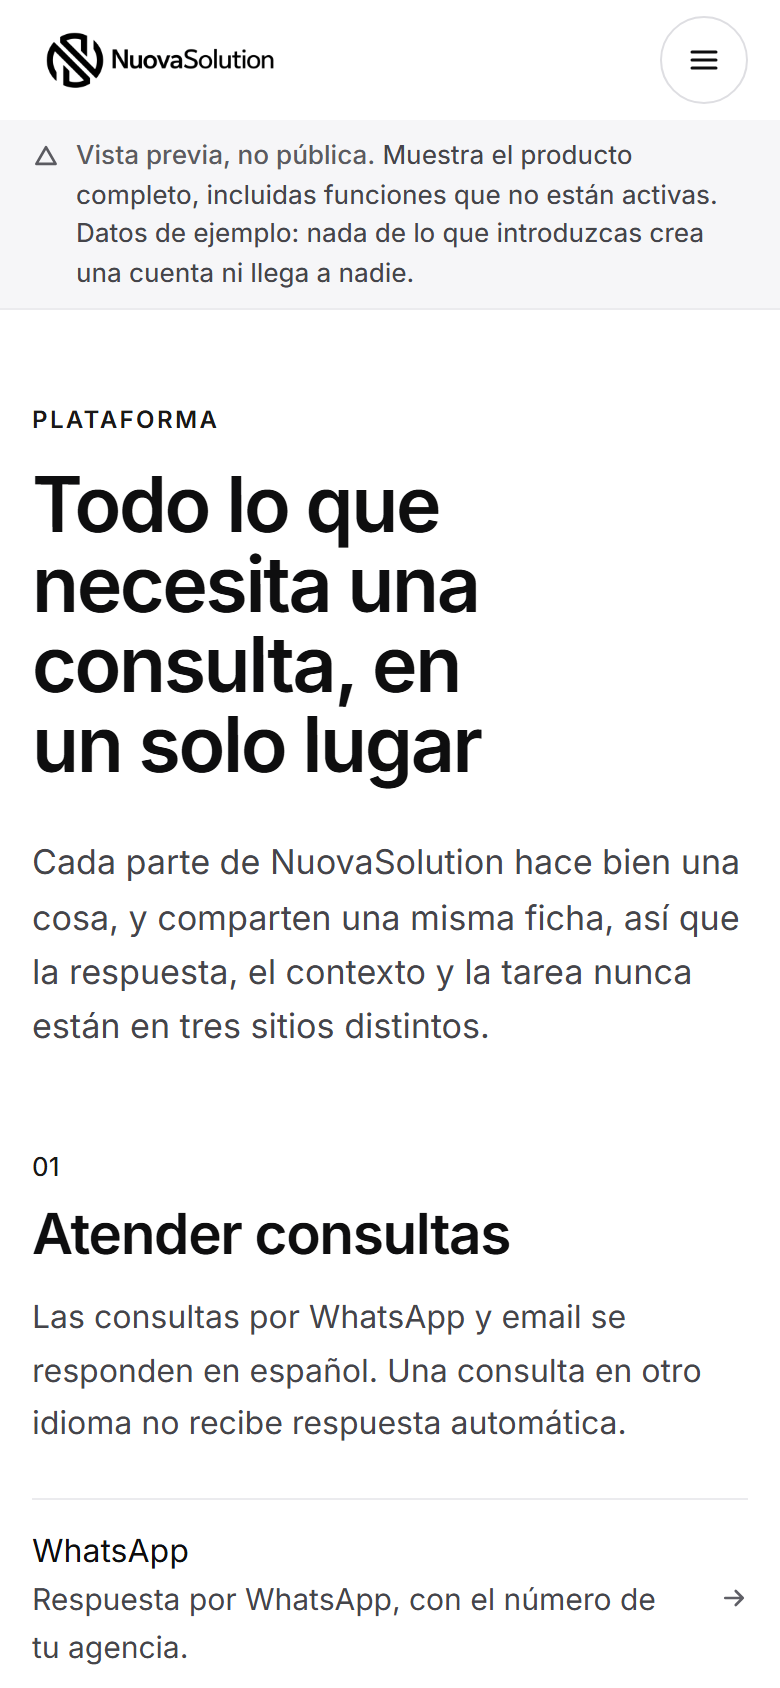 NuovaSolution
Vista previa, no pública. Muestra el producto
completo, incluidas funciones que no están activas.
Datos de ejemplo: nada de lo que introduzcas crea
una cuenta ni llega a nadie.
PLATAFORMA
Todo lo que
necesita una
consulta, en
un solo lugar
Cada parte de NuovaSolution hace bien una
cosa, y comparten una misma ficha, así que
la respuesta, el contexto y la tarea nunca
están en tres sitios distintos.
01
Atender consultas
Las consultas por WhatsApp y email se
responden en español. Una consulta en otro
idioma no recibe respuesta automática.
WhatsApp
Respuesta por WhatsApp, con el número de
tu agencia.